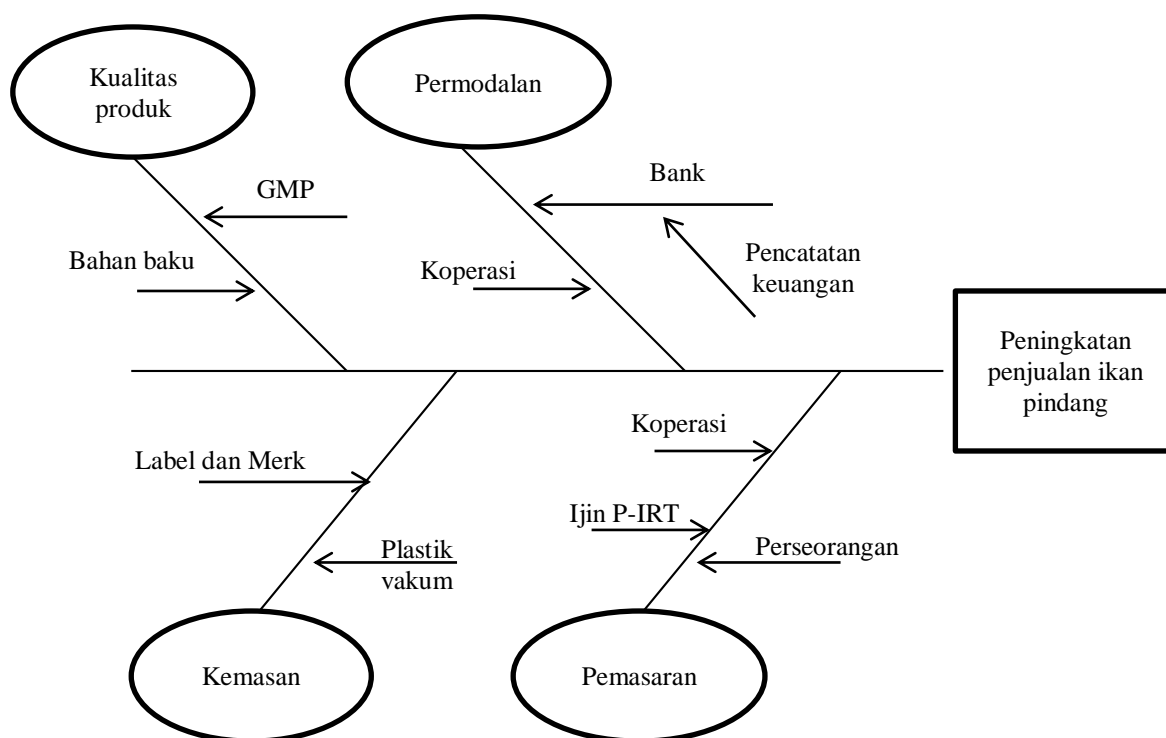 Kualitas
produk
Permodalan
GMP
Bank
Bahan baku
Koperasi
Pencatatan
keuangan
Peningkatan
penjualan ikan
pindang
Koperasi
Label dan Merk
Ijin P-IRT
Plastik
vakum
Perseorangan
Kemasan
Pemasaran